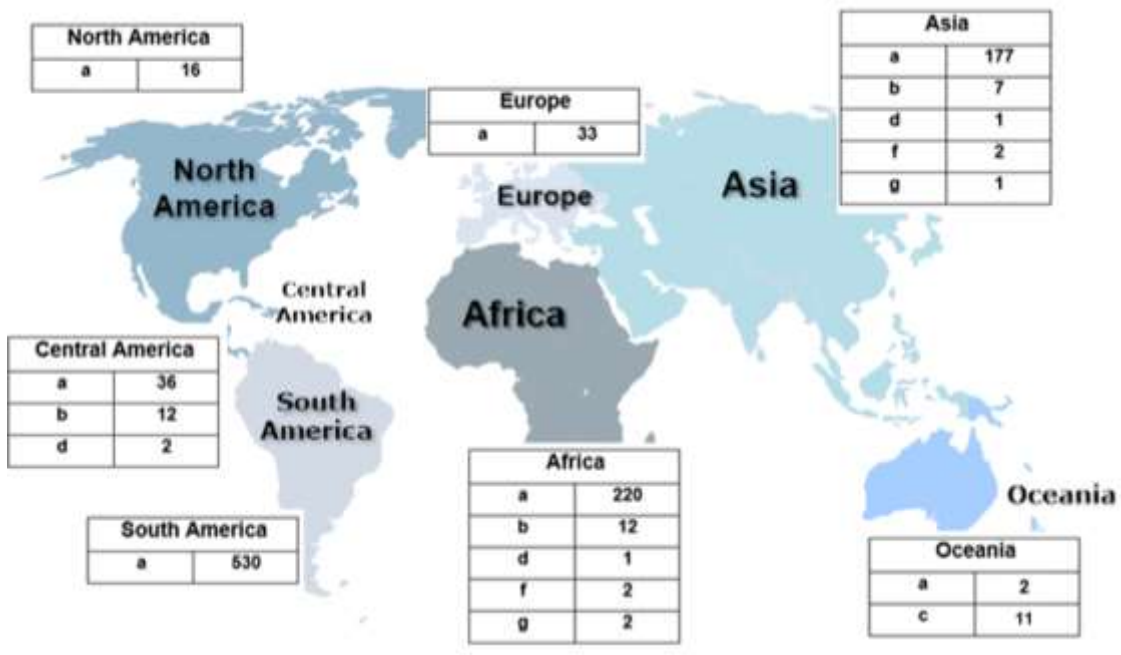 North America
a 16
Europe
a 33
Asia
a 177
b 7
d 1
f 2
g 1
North
America
Europe
Asia
Central
America
Africa
Central America
a 36
b 12
d 2
South
America
South America
a 530
Africa
a 220
b 12
d 1
f 2
g 2
Oceania
Oceania
a 2
c 11